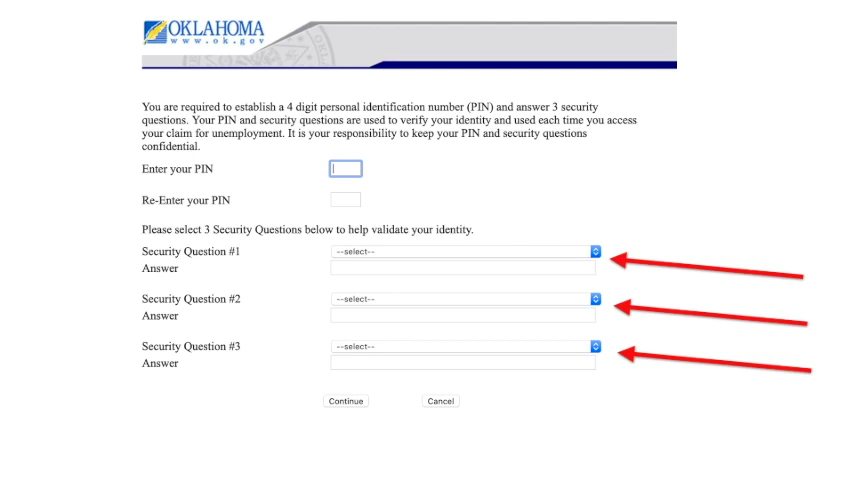 OKLAHOMA
www.ok.gov
You are required to establish a 4 digit personal identification number (PIN) and answer 3 security
questions. Your PIN and security questions are used to verify your identity and used each time you access
your claim for unemployment. It is your responsibility to keep your PIN and security questions
confidential.
Enter your PIN
Re-Enter your PIN
Please select 3 Security Questions below to help validate your identity.
Security Question #1 --select--
Answer
Security Question #2 --select--
Answer
Security Question #3 --select--
Answer
Continue Cancel